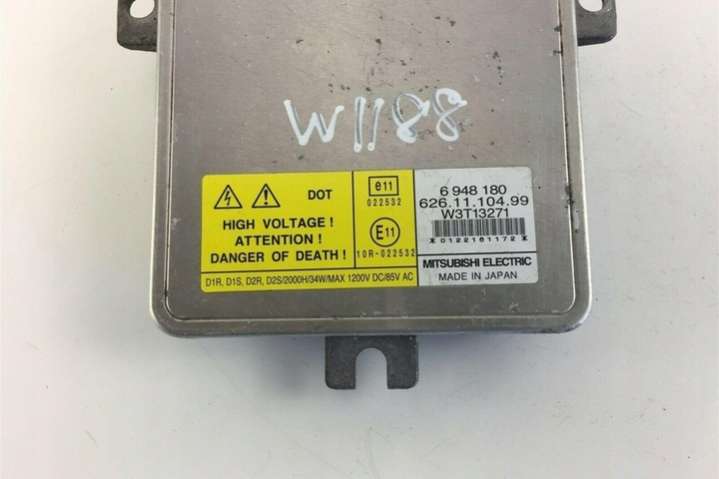 W1188
DOT
HIGH VOLTAGE !
ATTENTION !
DANGER OF DEATH !
e11
022532
E11
10R-022532
6 948 180
626.11.104.99
W3T13271
*0122161172*
MITSUBISHI ELECTRIC
MADE IN JAPAN
D1R, D1S, D2R, D2S/2000H/34W/MAX 1200V DC/85V AC